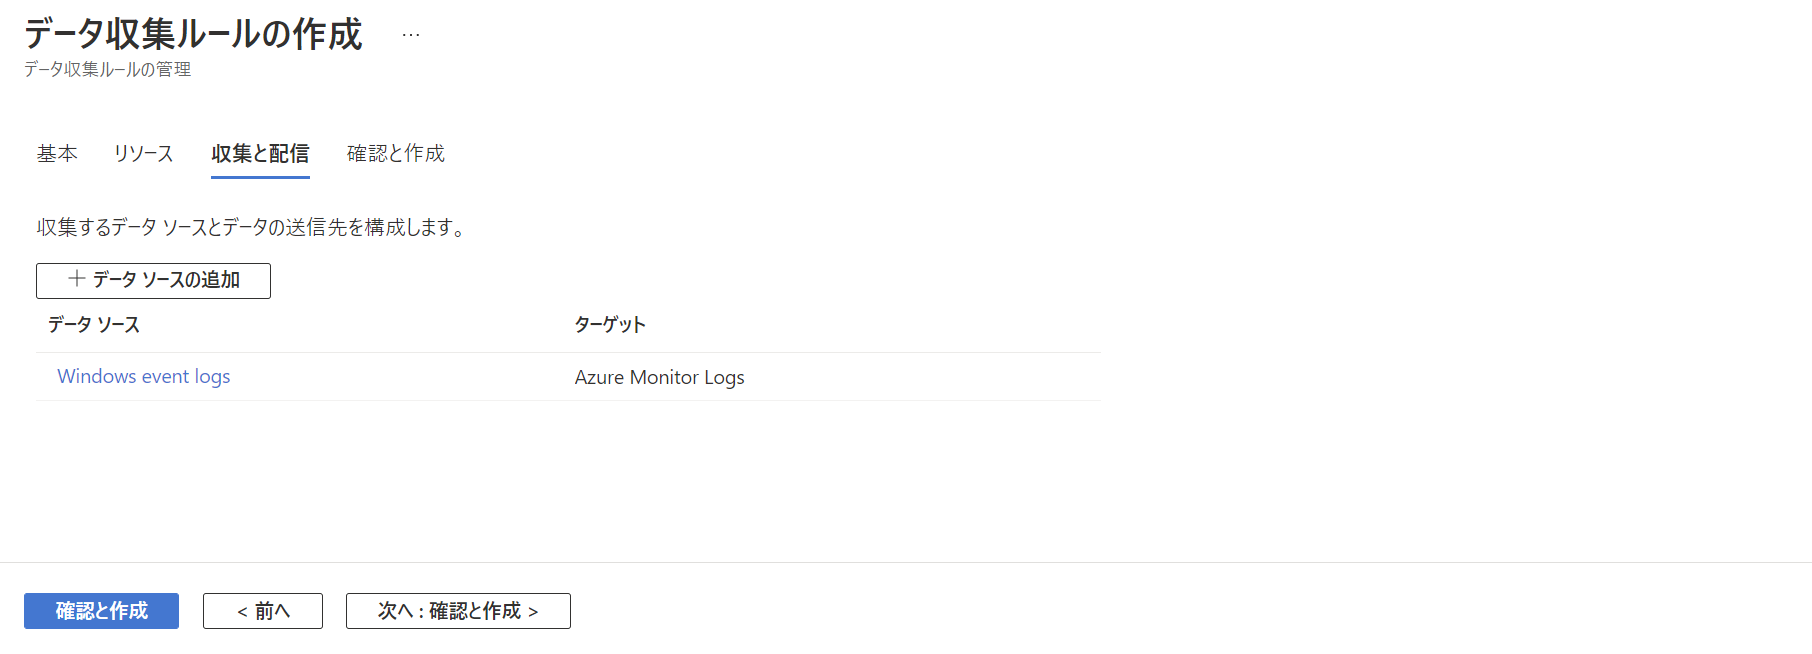 データ収集ルールの作成 …
データ収集ルールの管理
基本 リソース 収集と配信 確認と作成
収集するデータ ソースとデータの送信先を構成します。
＋ データ ソースの追加
データ ソース ターゲット
Windows event logs Azure Monitor Logs
確認と作成 < 前へ 次へ : 確認と作成 >